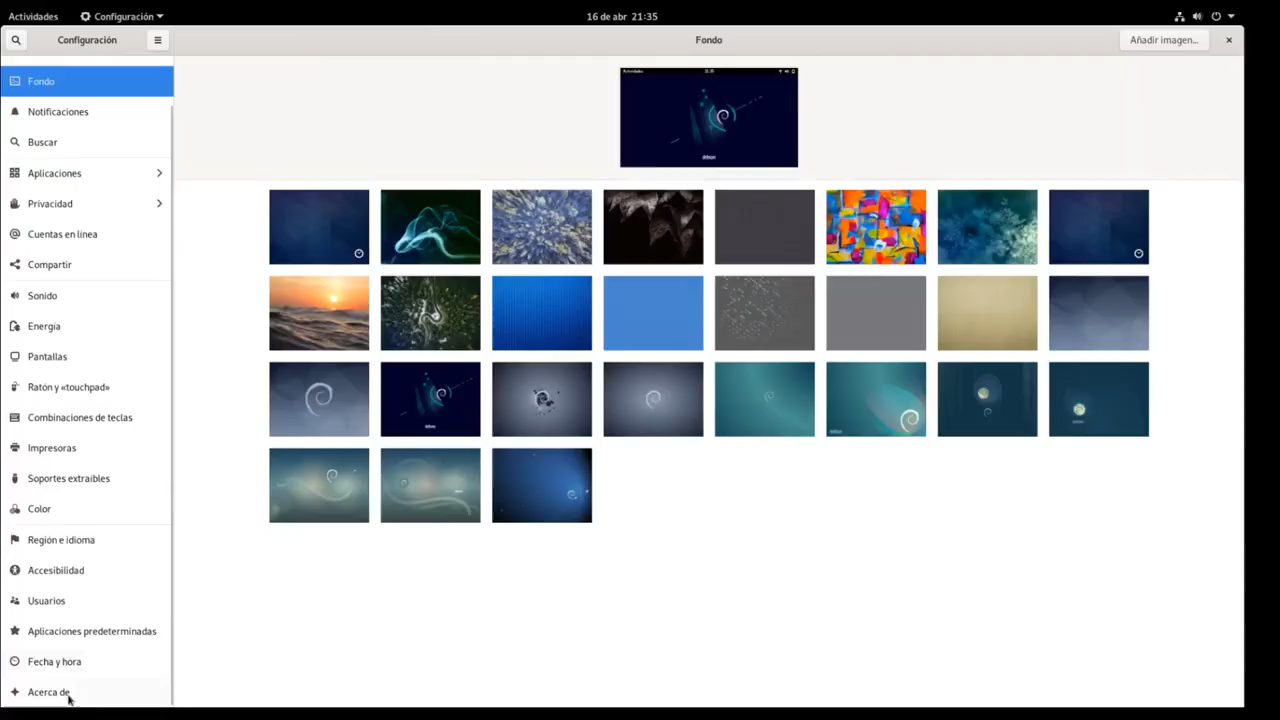 Actividades Configuración 16 de abr 21:35
Configuración Fondo Añadir imagen...
Fondo
Notificaciones
Buscar
Aplicaciones
Privacidad
Cuentas en línea
Compartir
Sonido
Energía
Pantallas
Ratón y «touchpad»
Combinaciones de teclas
Impresoras
Soportes extraíbles
Color
Región e idioma
Accesibilidad
Usuarios
Aplicaciones predeterminadas
Fecha y hora
Acerca de